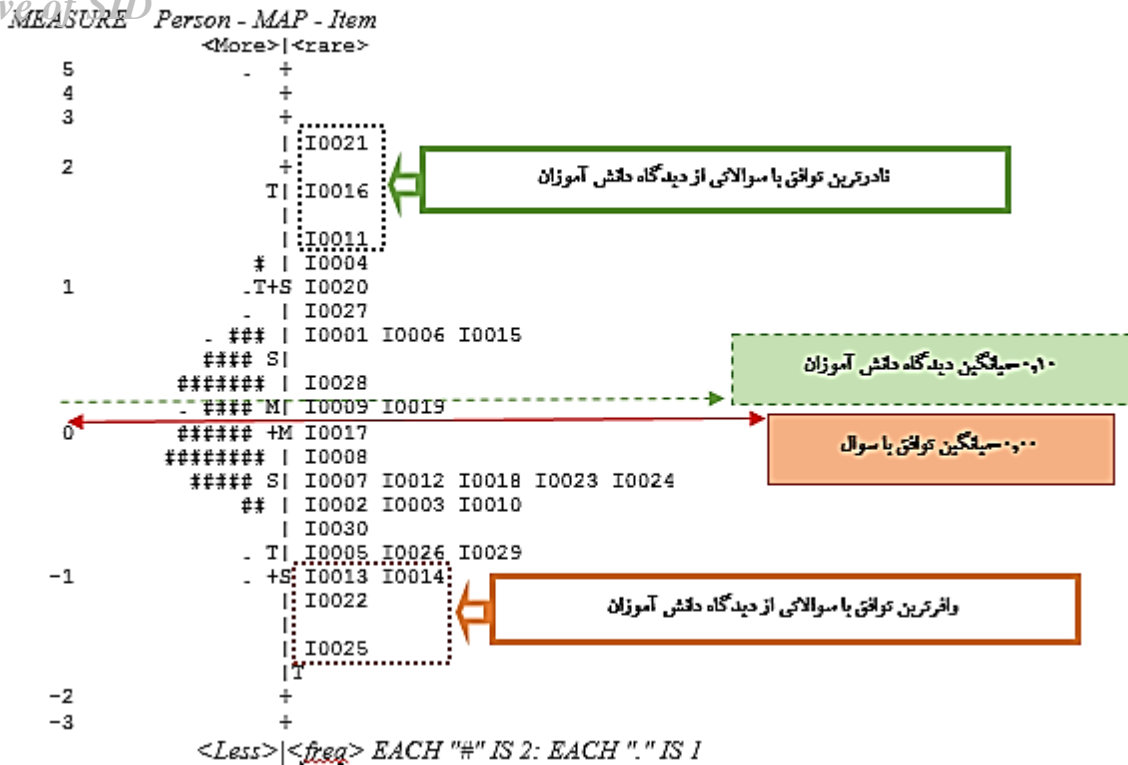 ve of SID
MEASURE Person - MAP - Item
<More>|<rare>
5 . +
4 +
3 +
| I0021
2 +
T| I0016
|
| I0011
# | I0004
1 .T+S I0020
. | I0027
. ### | I0001 I0006 I0015
#### S|
####### | I0028
. #### M| I0009 I0019
0 ###### +M I0017
######## | I0008
##### S| I0007 I0012 I0018 I0023 I0024
## | I0002 I0003 I0010
| I0030
. T| I0005 I0026 I0029
-1 . +S I0013 I0014
| I0022
|
| I0025
|T
-2 +
-3 +
<Less>|<freq> EACH "#" IS 2: EACH "." IS 1
نادرترین توافق با سوالاتی از دیدگاه دانش آموزان
۰٫۱۰=میانگین دیدگاه دانش آموزان
۰٫۰۰=میانگین توافق با سوال
وافرترین توافق با سوالاتی از دیدگاه دانش آموزان